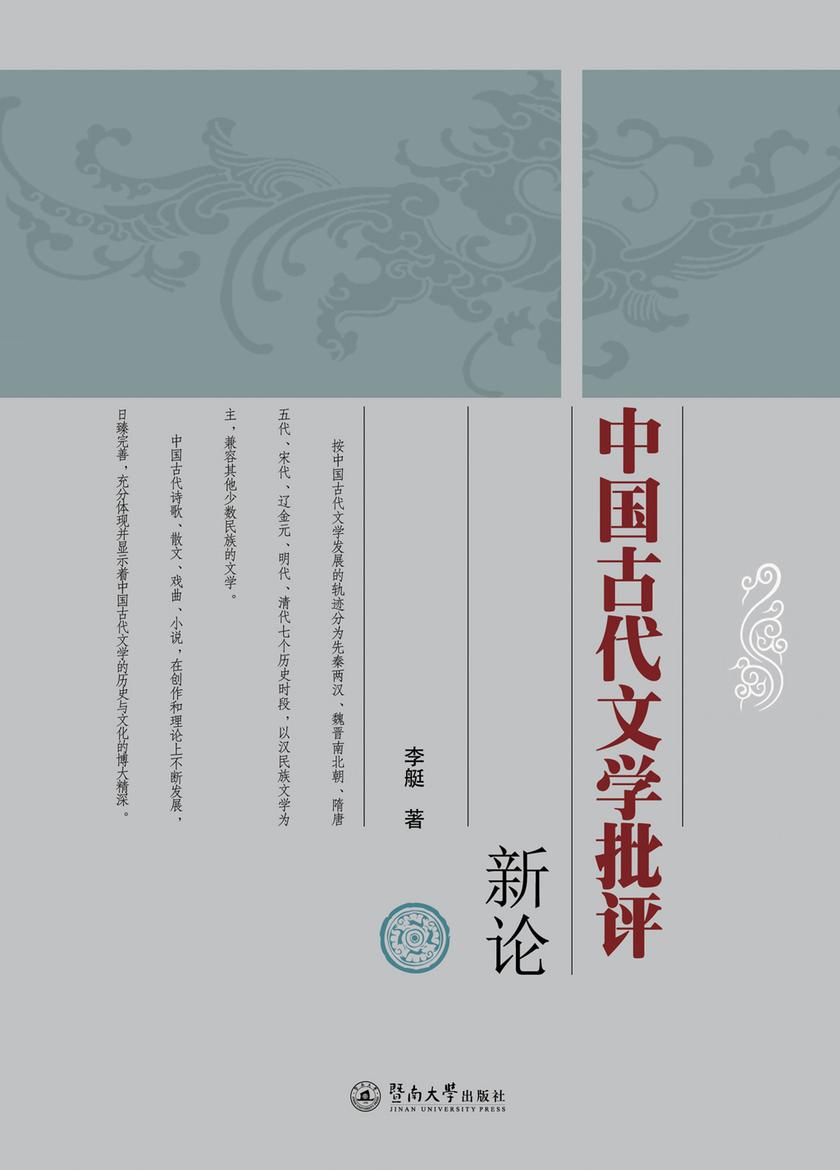 中国古代文学批评
新论
李艇 著
按中国古代文学发展的轨迹分为先秦两汉、魏晋南北朝、隋唐
五代、宋代、辽金元、明代、清代七个历史时段，以汉民族文学为
主，兼容其他少数民族的文学。
中国古代诗歌、散文、戏曲、小说，在创作和理论上不断发展，
日臻完善，充分体现并显示着中国古代文学的历史与文化的博大精深。
暨南大学出版社
JINAN UNIVERSITY PRESS